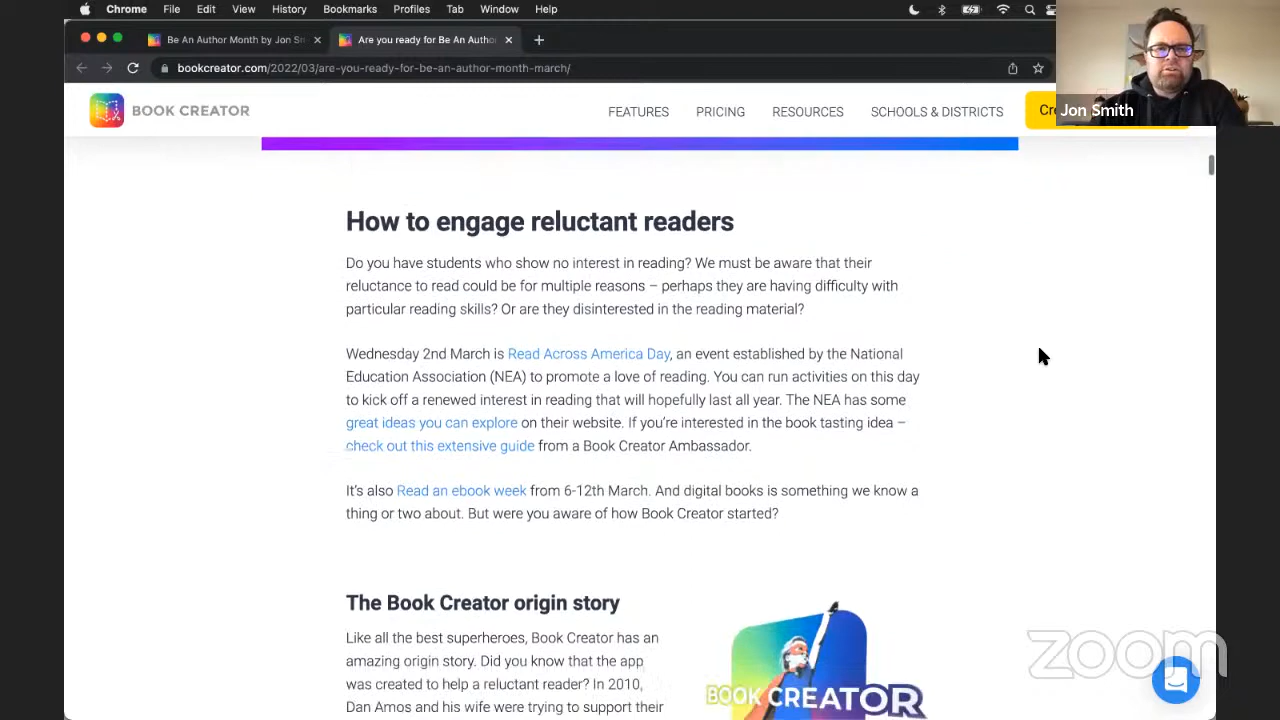 Chrome File Edit View History Bookmarks Profiles Tab Window Help
Be An Author Month by Jon Sm
Are you ready for Be An Autho
bookcreator.com/2022/03/are-you-ready-for-be-an-author-month-march/
BOOK CREATOR
FEATURES PRICING RESOURCES SCHOOLS & DISTRICTS
Cr
Jon Smith
How to engage reluctant readers
Do you have students who show no interest in reading? We must be aware that their
reluctance to read could be for multiple reasons – perhaps they are having difficulty with
particular reading skills? Or are they disinterested in the reading material?
Wednesday 2nd March is Read Across America Day, an event established by the National
Education Association (NEA) to promote a love of reading. You can run activities on this day
to kick off a renewed interest in reading that will hopefully last all year. The NEA has some
great ideas you can explore on their website. If you're interested in the book tasting idea –
check out this extensive guide from a Book Creator Ambassador.
It's also Read an ebook week from 6-12th March. And digital books is something we know a
thing or two about. But were you aware of how Book Creator started?
The Book Creator origin story
Like all the best superheroes, Book Creator has an
amazing origin story. Did you know that the app
was created to help a reluctant reader? In 2010,
Dan Amos and his wife were trying to support their
BOOK CREATOR
zoom